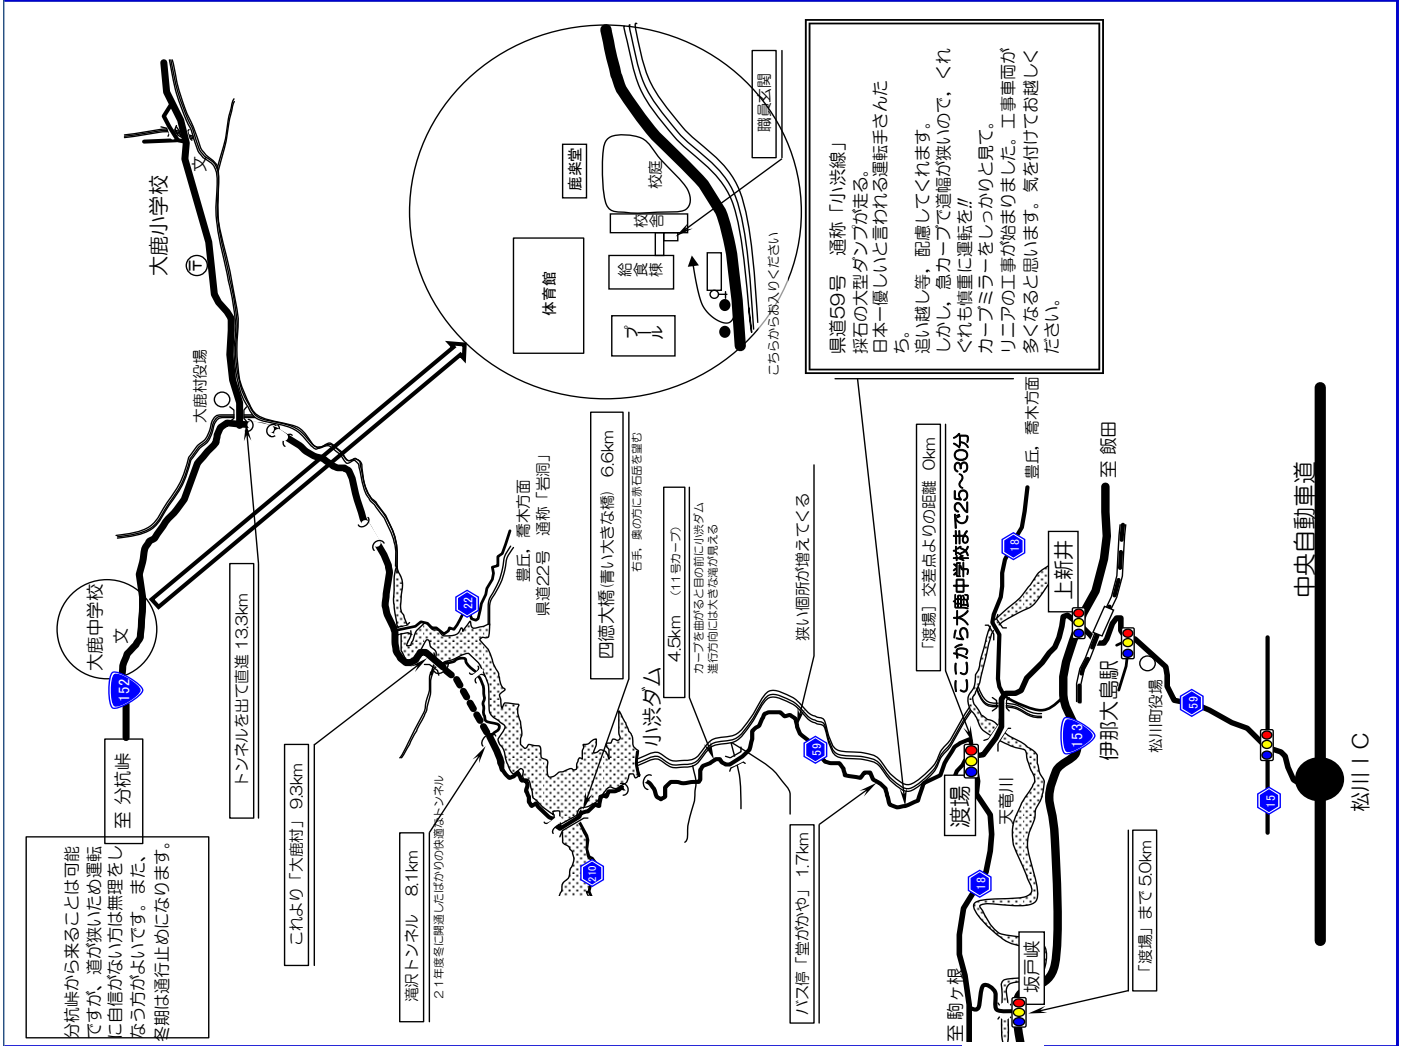 分杭峠から来ることは可能
ですが、道が狭いため運転
に自信がない方は無理をし
なう方がよいです。また、
冬期は通行止めになります。
至 分杭峠
152
大鹿中学校
文
トンネルを出て直進 13.3km
大鹿村役場
大鹿小学校
文
〒
これより「大鹿村」 9.3km
滝沢トンネル 8.1km
21年度冬に開通したばかりの快適なトンネル
豊丘，喬木方面
県道22号 通称「岩洞」
22
四徳大橋(青い大きな橋) 6.6km
右手，奥の方に赤石岳を望む
210
小渋ダム
4.5km (11号カーブ)
カーブを曲がると目の前に小渋ダム
進行方向には大きな滝が見える
狭い個所が増えてくる
59
バス停「堂がかや」 1.7km
「渡場」交差点よりの距離 0km
ここから大鹿中学校まで25～30分
渡場
天竜川
18
18
豊丘，喬木方面
上新井
至 飯田
153
伊那大島駅
松川町役場
59
15
至 駒ヶ根
坂戸峡
「渡場」まで 5.0km
中央自動車道
松川ＩＣ
体育館
鹿楽堂
校庭
校舎
給食棟
プール
職員玄関
こちらからお入りください
県道59号 通称「小渋線」
採石の大型ダンプが走る。
日本一優しいと言われる運転手さんた
ち。
追い越し等，配慮してくれます。
しかし，急カーブで道幅が狭いので，くれ
ぐれも慎重に運転を!!
カーブミラーをしっかりと見て。
リニアの工事が始まりました。工事車両が
多くなると思います。気を付けてお越しく
ださい。